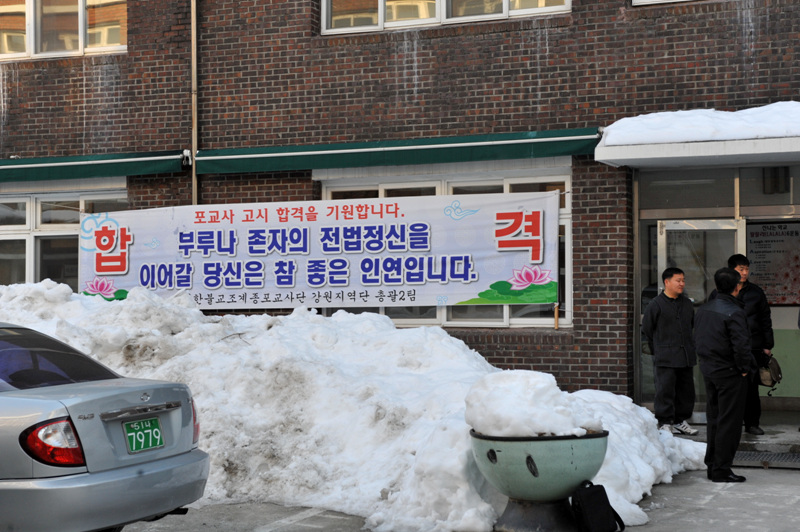 포교사 고시 합격을 기원합니다.
합 격
부루나 존자의 전법정신을
이어갈 당신은 참 좋은 인연입니다.
한불교조계종포교사단 강원지역단 총괄2팀
7979